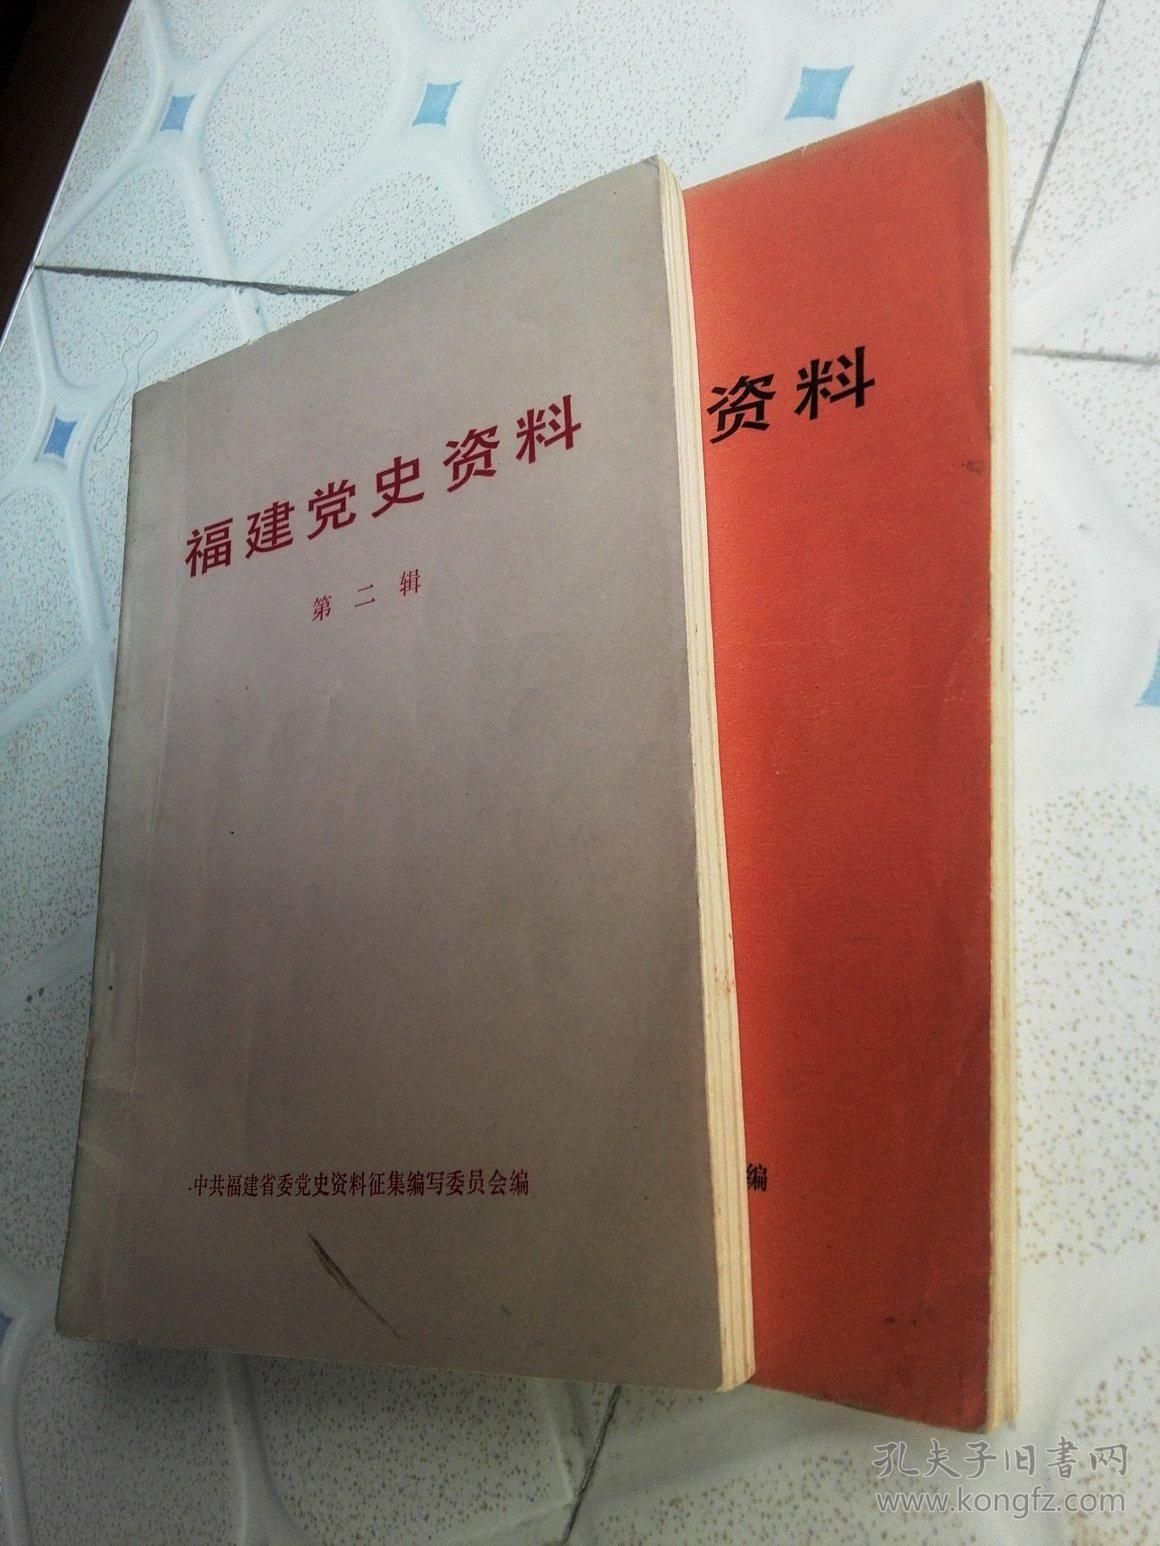 福建党史资料
第二辑
中共福建省委党史资料征集编写委员会编
资料
编
孔夫子旧書网
www.kongfz.com